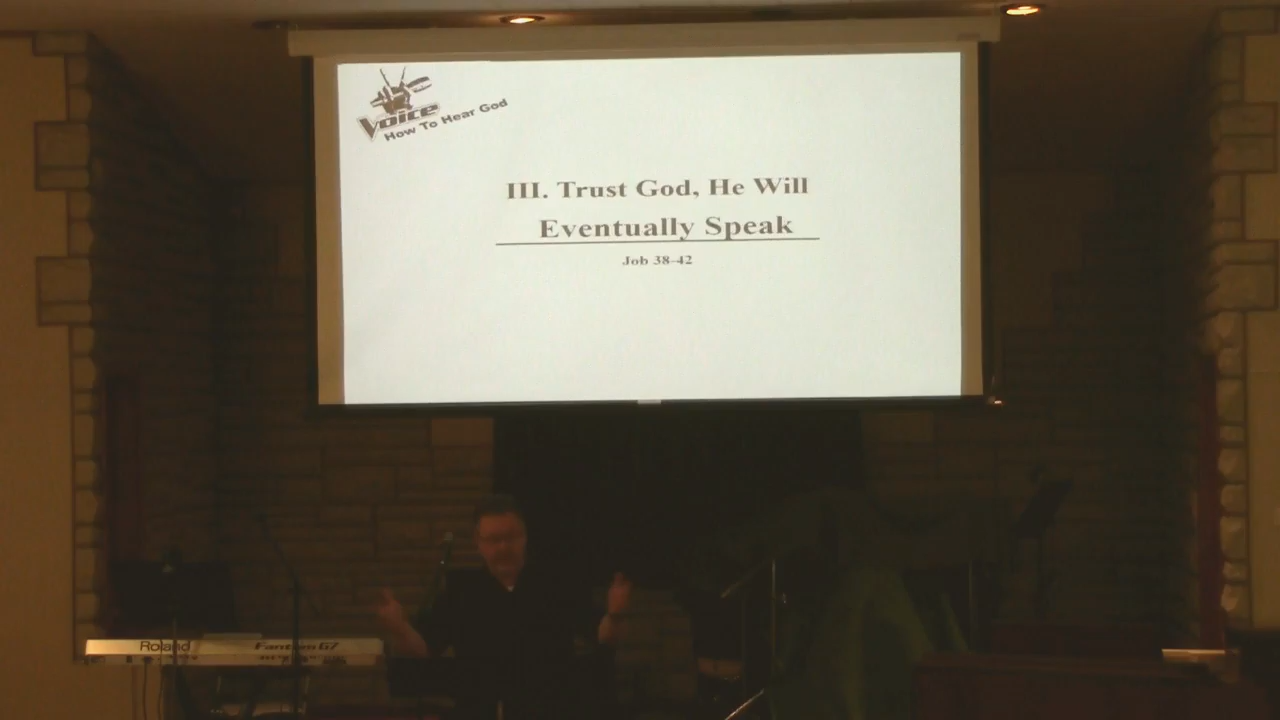 Voice
How To Hear God
III. Trust God, He Will
Eventually Speak
Job 38-42
Roland
Fantom G7